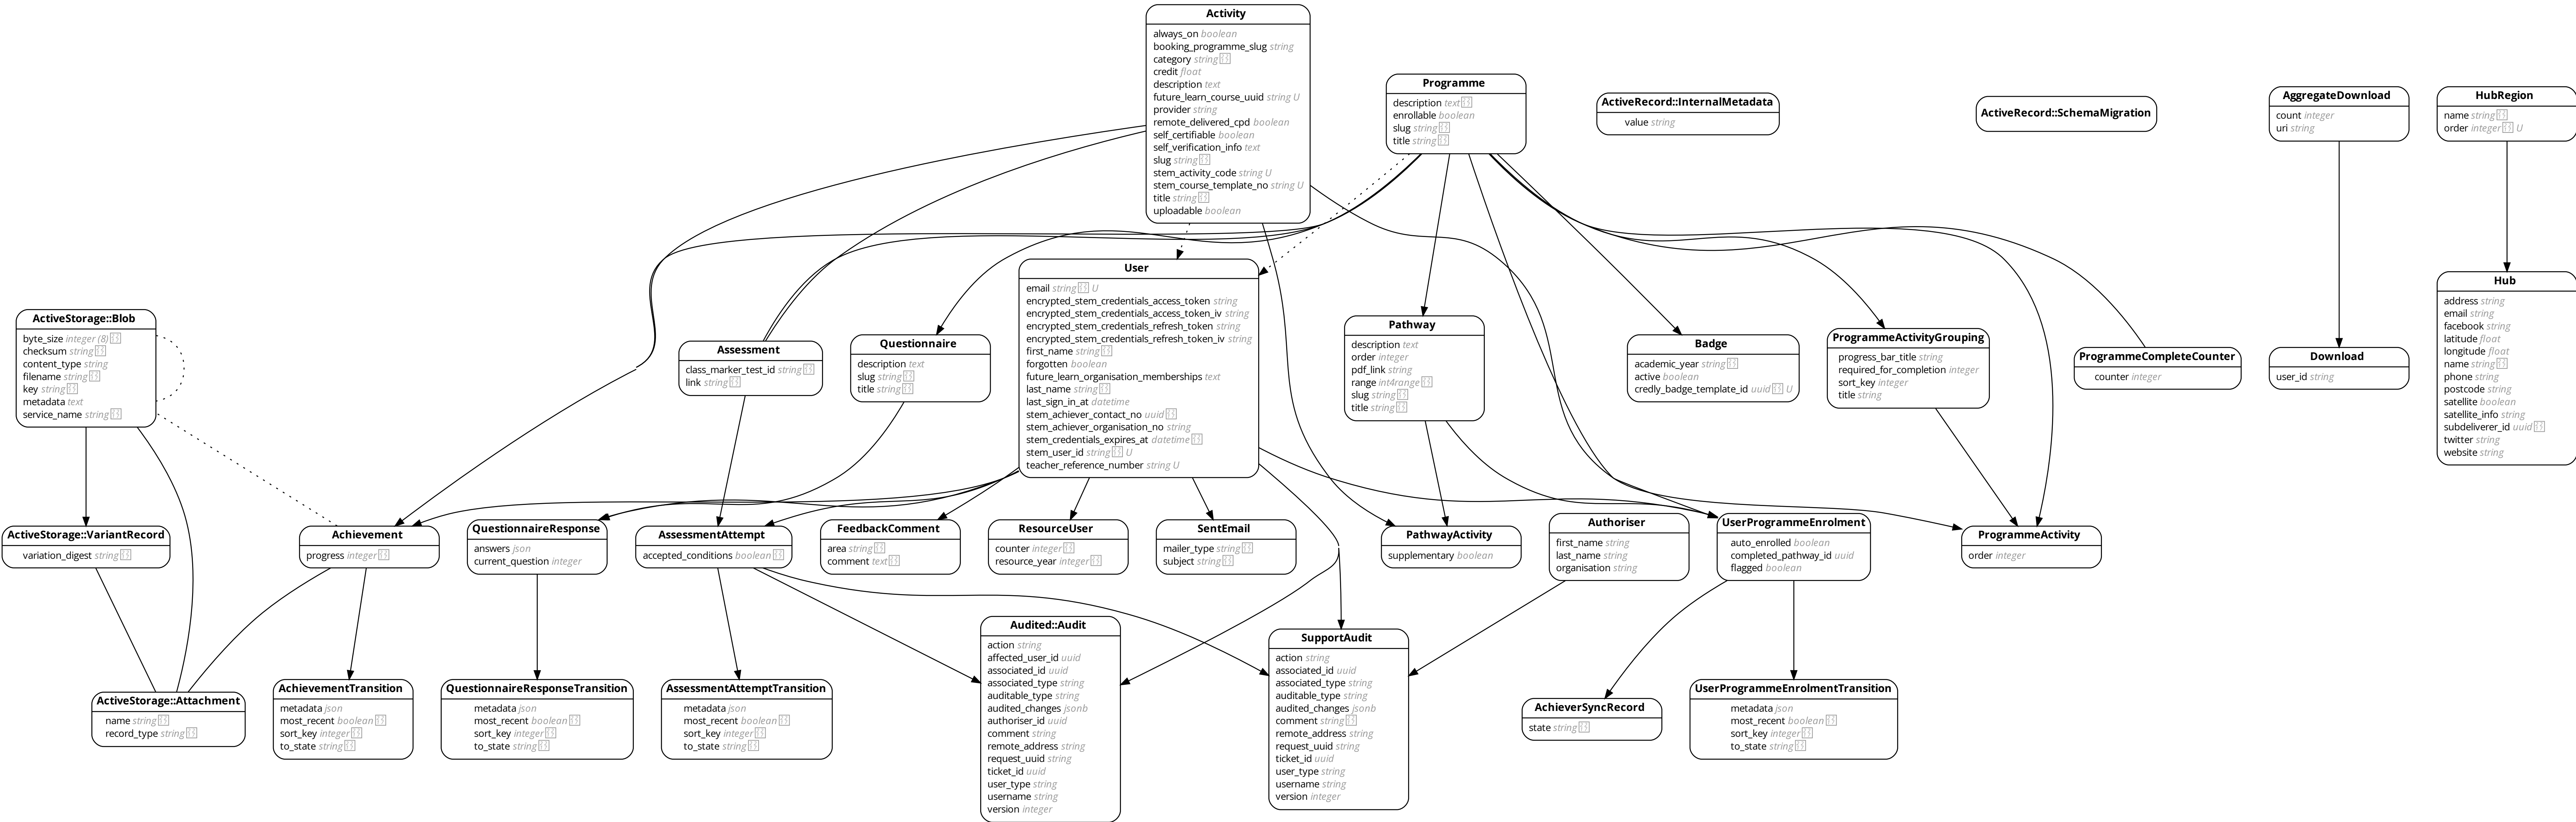 Activity
always_on boolean
booking_programme_slug string
category string
credit float
description text
future_learn_course_uuid string U
provider string
remote_delivered_cpd boolean
self_certifiable boolean
self_verification_info text
slug string
stem_activity_code string U
stem_course_template_no string U
title string
uploadable boolean
Programme
description text
enrollable boolean
slug string
title string
ActiveRecord::InternalMetadata
value string
ActiveRecord::SchemaMigration
AggregateDownload
count integer
uri string
HubRegion
name string
order integer U
User
email string U
encrypted_stem_credentials_access_token string
encrypted_stem_credentials_access_token_iv string
encrypted_stem_credentials_refresh_token string
encrypted_stem_credentials_refresh_token_iv string
first_name string
forgotten boolean
future_learn_organisation_memberships text
last_name string
last_sign_in_at datetime
stem_achiever_contact_no uuid
stem_achiever_organisation_no string
stem_credentials_expires_at datetime
stem_user_id string U
teacher_reference_number string U
Hub
address string
email string
facebook string
latitude float
longitude float
name string
phone string
postcode string
satellite boolean
satellite_info string
subdeliverer_id uuid
twitter string
website string
ActiveStorage::Blob
byte_size integer (8)
checksum string
content_type string
filename string
key string
metadata text
service_name string
Assessment
class_marker_test_id string
link string
Questionnaire
description text
slug string
title string
Pathway
description text
order integer
pdf_link string
range int4range
slug string
title string
Badge
academic_year string
active boolean
credly_badge_template_id uuid U
ProgrammeActivityGrouping
progress_bar_title string
required_for_completion integer
sort_key integer
title string
ProgrammeCompleteCounter
counter integer
Download
user_id string
ActiveStorage::VariantRecord
variation_digest string
Achievement
progress integer
QuestionnaireResponse
answers json
current_question integer
AssessmentAttempt
accepted_conditions boolean
FeedbackComment
area string
comment text
ResourceUser
counter integer
resource_year integer
SentEmail
mailer_type string
subject string
PathwayActivity
supplementary boolean
Authoriser
first_name string
last_name string
organisation string
UserProgrammeEnrolment
auto_enrolled boolean
completed_pathway_id uuid
flagged boolean
ProgrammeActivity
order integer
ActiveStorage::Attachment
name string
record_type string
AchievementTransition
metadata json
most_recent boolean
sort_key integer
to_state string
QuestionnaireResponseTransition
metadata json
most_recent boolean
sort_key integer
to_state string
AssessmentAttemptTransition
metadata json
most_recent boolean
sort_key integer
to_state string
Audited::Audit
action string
affected_user_id uuid
associated_id uuid
associated_type string
auditable_type string
audited_changes jsonb
authoriser_id uuid
comment string
remote_address string
request_uuid string
ticket_id uuid
user_type string
username string
version integer
SupportAudit
action string
associated_id uuid
associated_type string
auditable_type string
audited_changes jsonb
comment string
remote_address string
request_uuid string
ticket_id uuid
user_type string
username string
version integer
AchieverSyncRecord
state string
UserProgrammeEnrolmentTransition
metadata json
most_recent boolean
sort_key integer
to_state string